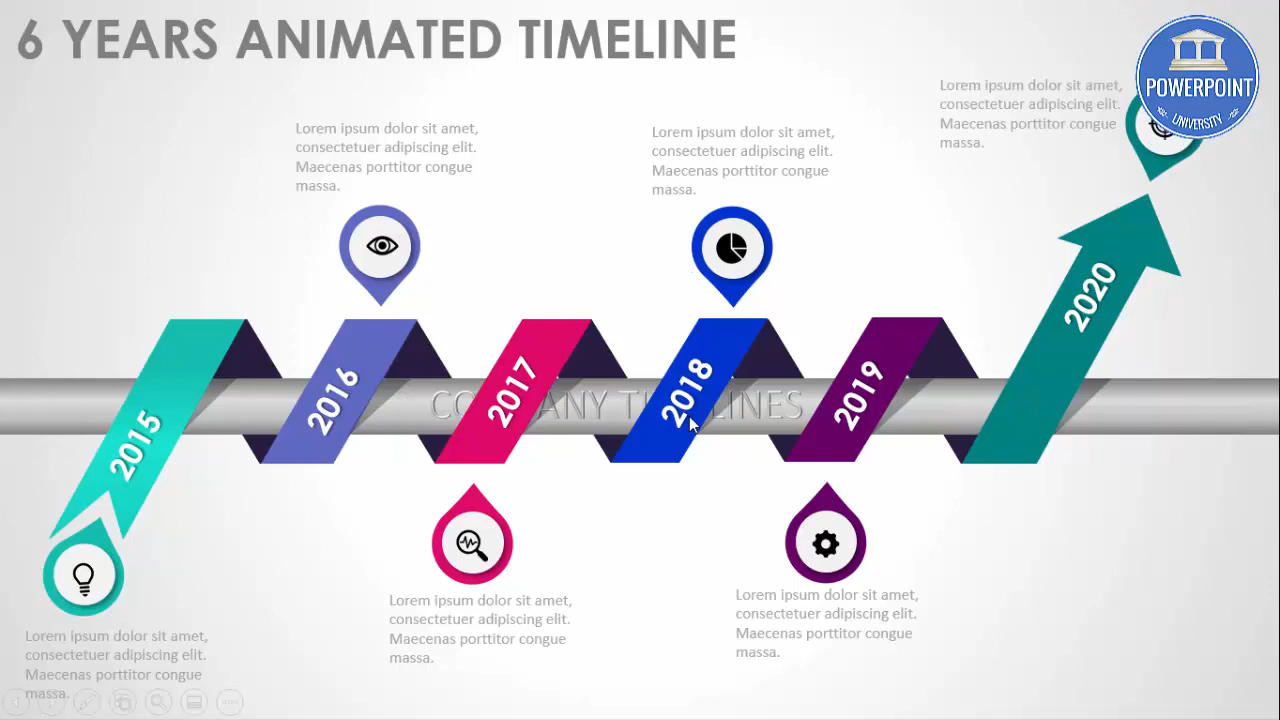 6 YEARS ANIMATED TIMELINE
POWERPOINT
UNIVERSITY
Lorem ipsum dolor sit amet,
consectetuer adipiscing elit.
Maecenas porttitor congue
massa.
Lorem ipsum dolor sit amet,
consectetuer adipiscing elit.
Maecenas porttitor congue
massa.
Lorem ipsum dolor sit amet,
consectetuer adipiscing elit.
Maecenas porttitor congue
massa.
2015
2016
2017
2018
2019
2020
Lorem ipsum dolor sit amet,
consectetuer adipiscing elit.
Maecenas porttitor congue
massa.
Lorem ipsum dolor sit amet,
consectetuer adipiscing elit.
Maecenas porttitor congue
massa.
Lorem ipsum dolor sit amet,
consectetuer adipiscing elit.
Maecenas porttitor congue
massa.